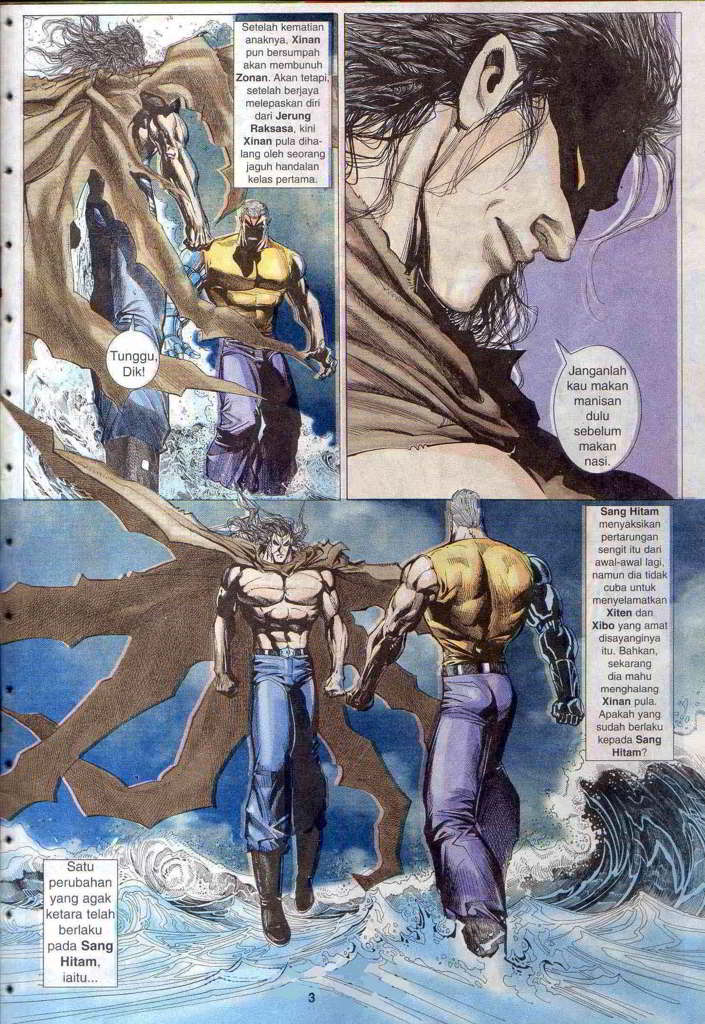 Setelah kematian
anaknya, Xinan
pun bersumpah
akan membunuh
Zonan. Akan tetapi,
setelah berjaya
melepaskan diri
dari Jerung
Raksasa, kini
Xinan pula diha-
lang oleh seorang
jaguh handalan
kelas pertama.
Tunggu,
Dik!
Janganlah
kau makan
manisan
dulu
sebelum
makan
nasi.
Sang Hitam
menyaksikan
pertarungan
sengit itu dari
awal-awal lagi,
namun dia tidak
cuba untuk
menyelamatkan
Xiten dan
Xibo yang amat
disayanginya
itu. Bahkan,
sekarang
dia mahu
menghalang
Xinan pula.
Apakah yang
sudah berlaku
kepada Sang
Hitam?
Satu
perubahan
yang agak
ketara telah
berlaku
pada Sang
Hitam,
iaitu...
3